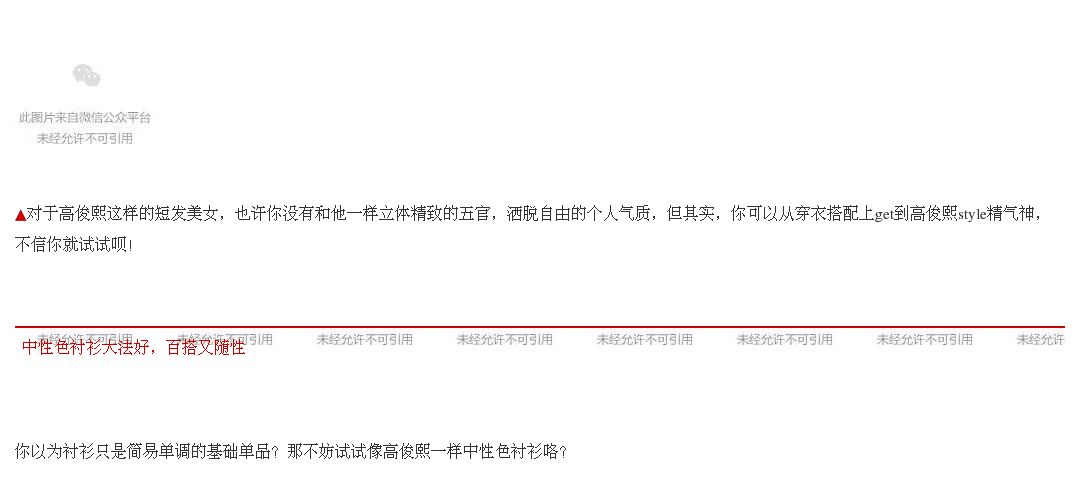 此图片来自微信公众平台
未经允许不可引用
▲对于高俊熙这样的短发美女，也许你没有和他一样立体精致的五官，洒脱自由的个人气质，但其实，你可以从穿衣搭配上get到高俊熙style精气神，
不信你就试试呗！
未经允许不可引用 未经允许不可引用 未经允许不可引用 未经允许不可引用 未经允许不可引用 未经允许不可引用 未经允许不可引用 未经允许
中性色衬衫大法好，百搭又随性
你以为衬衫只是简易单调的基础单品？那不妨试试像高俊熙一样中性色衬衫咯？